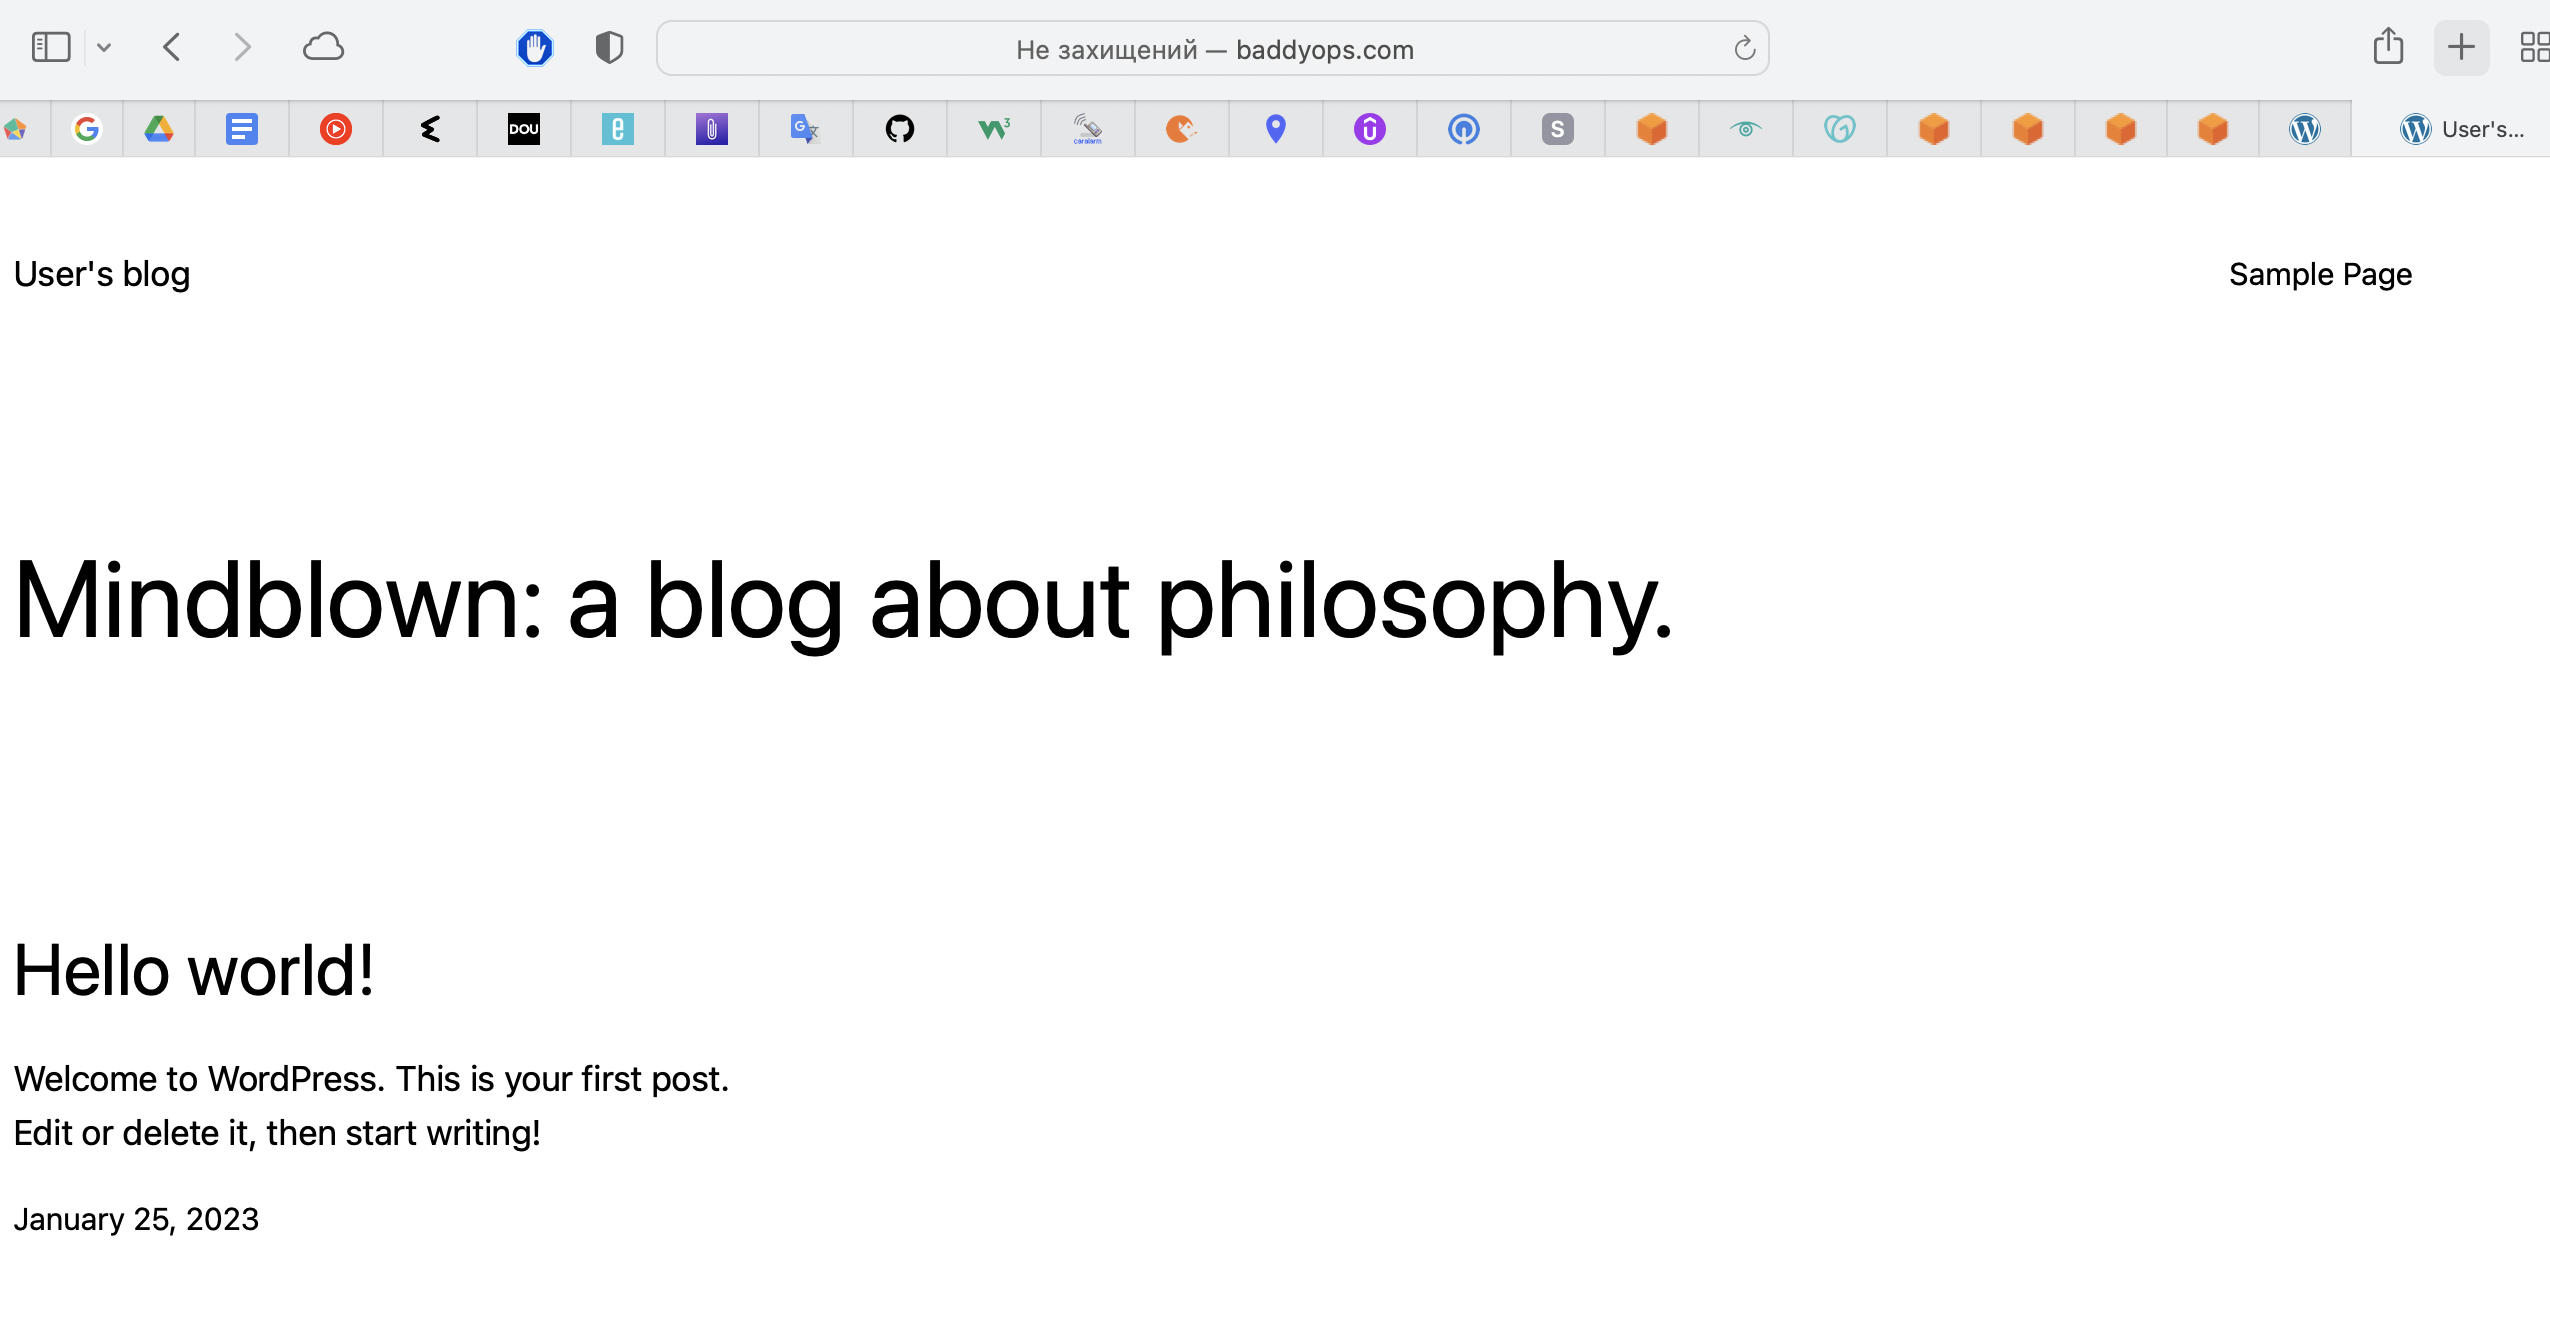 Не захищений — baddyops.com
DOU
caralarm
S
User's...
User's blog
Sample Page
Mindblown: a blog about philosophy.
Hello world!
Welcome to WordPress. This is your first post.
Edit or delete it, then start writing!
January 25, 2023